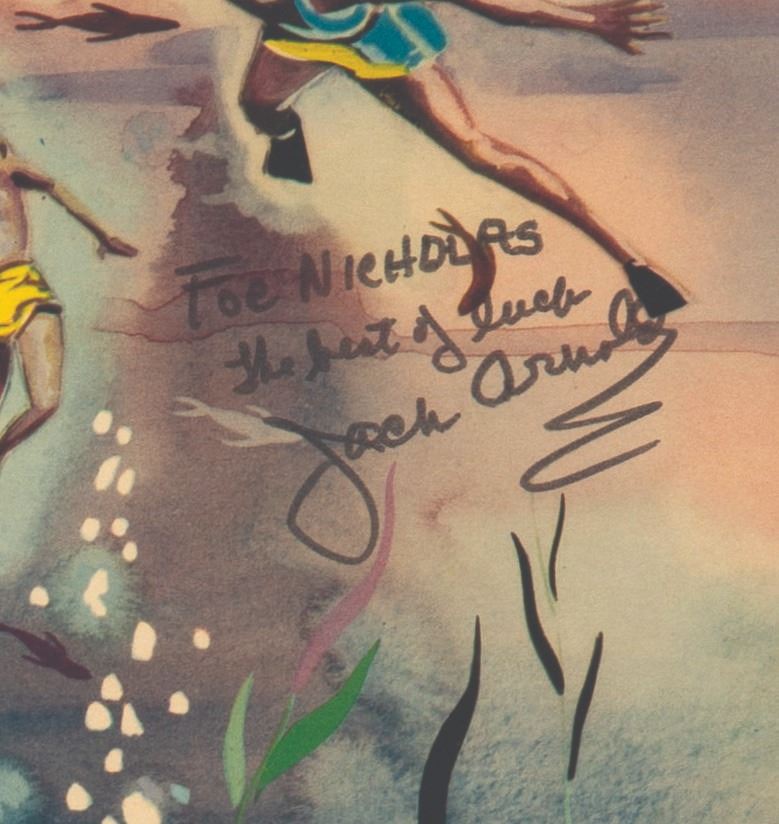 FOR NICHOLAS
The best of luck
Jack Arnold